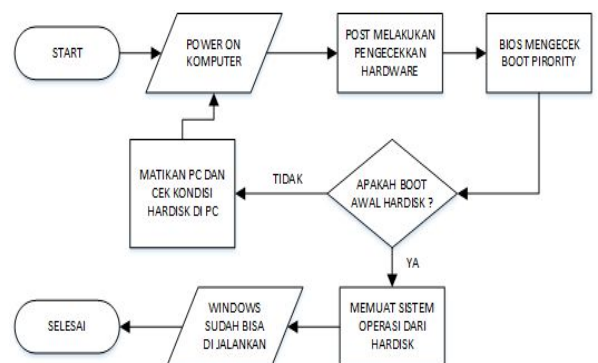 START
POWER ON
KOMPUTER
POST MELAKUKAN
PENGECEKKAN
HARDWARE
BIOS MENGECEK
BOOT PIRORITY
APAKAH BOOT
AWAL HARDISK ?
TIDAK
MATIKAN PC DAN
CEK KONDISI
HARDISK DI PC
YA
MEMUAT SISTEM
OPERASI DARI
HARDISK
WINDOWS
SUDAH BISA
DI JALANKAN
SELESAI